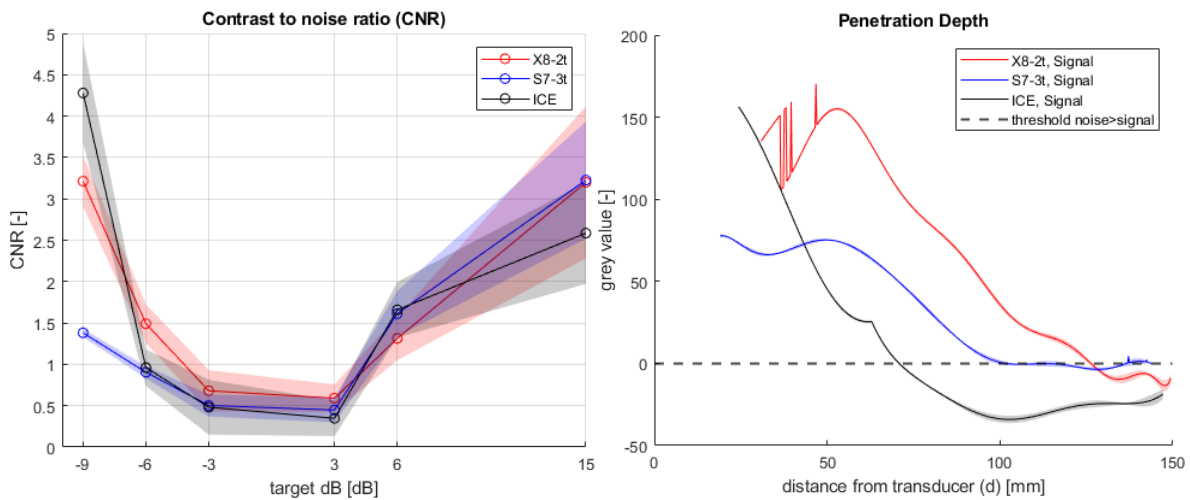 Contrast to noise ratio (CNR)
5
4.5
4
3.5
3
2.5
2
1.5
1
0.5
0
CNR [-]
X8-2t
S7-3t
ICE
-9
-6
-3
3
6
15
target dB [dB]
Penetration Depth
200
150
100
50
0
-50
grey value [-]
X8-2t, Signal
S7-3t, Signal
ICE, Signal
threshold noise>signal
0
50
100
150
distance from transducer (d) [mm]